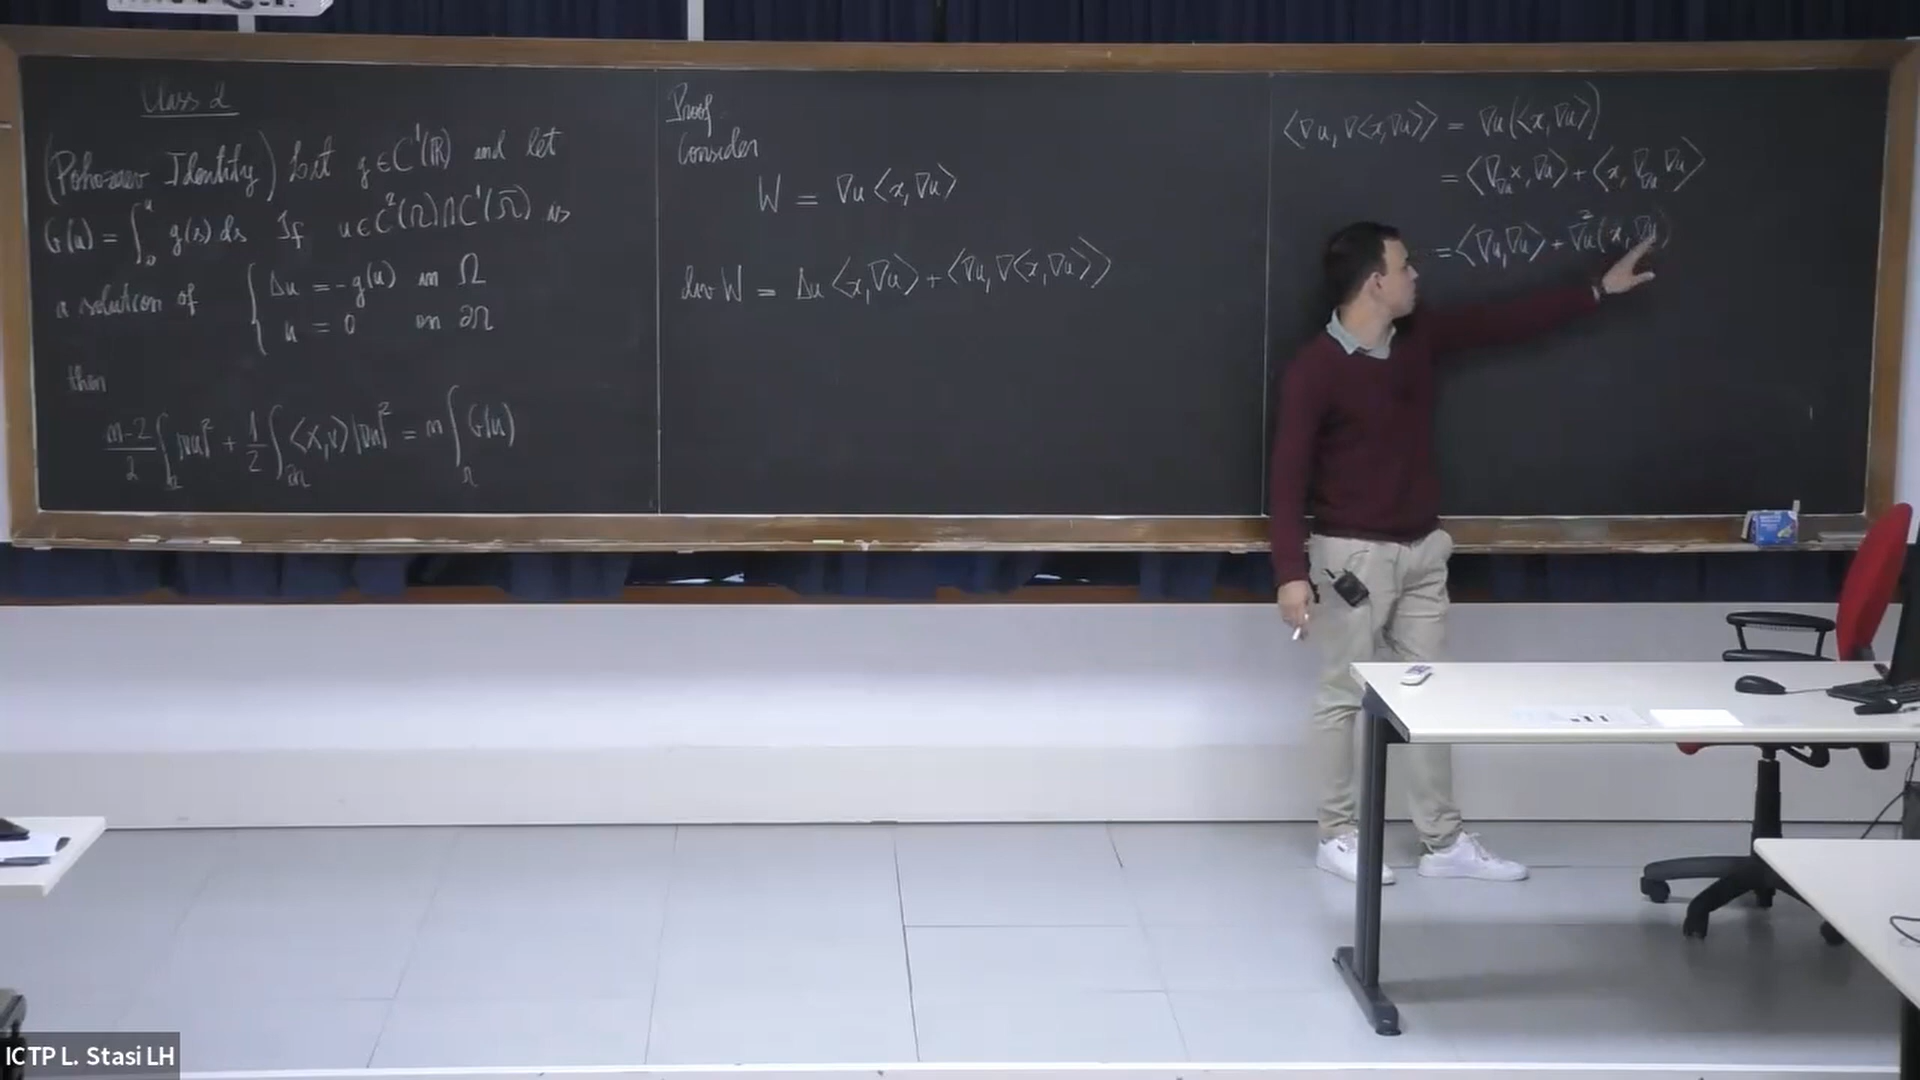 Class 2
(Pohozaev Identity) Let g ∈ C¹(ℝ) and let
G(u) = ∫₀ᵘ g(s) ds If u ∈ C²(Ω) ∩ C¹(Ω̄) is
a solution of { Δu = -g(u) in Ω
u = 0 on ∂Ω
then
n-2/2 ∫_Ω |∇u|² + 1/2 ∫_∂Ω ⟨x,ν⟩ |∇u|² = n ∫_Ω G(u)
Proof
Consider
W = ∇u ⟨x,∇u⟩
div W = Δu ⟨x,∇u⟩ + ⟨∇u, ∇⟨x,∇u⟩⟩
⟨∇u, ∇⟨x,∇u⟩⟩ = ∇u(⟨x,∇u⟩)
= ⟨∇_∇u x, ∇u⟩ + ⟨x, ∇_∇u ∇u⟩
= ⟨∇u,∇u⟩ + ∇²u(x,∇u)
ICTP L. Stasi LH